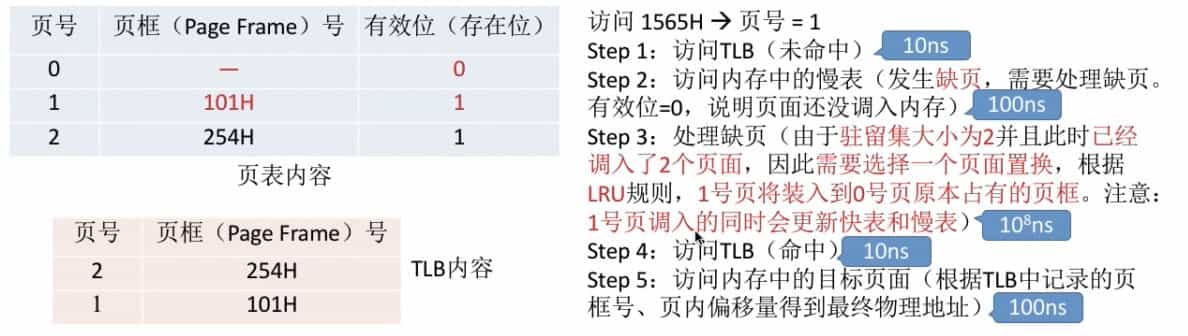 页号 页框（Page Frame）号 有效位（存在位）
0 — 0
1 101H 1
2 254H 1
页表内容
页号 页框（Page Frame）号
2 254H
1 101H
TLB内容
访问 1565H → 页号 = 1
Step 1：访问TLB（未命中） 10ns
Step 2：访问内存中的慢表（发生缺页，需要处理缺页。
有效位=0，说明页面还没调入内存） 100ns
Step 3：处理缺页（由于驻留集大小为2并且此时已经
调入了2个页面，因此需要选择一个页面置换，根据
LRU规则，1号页将装入到0号页原本占有的页框。注意：
1号页调入的同时会更新快表和慢表） 10⁸ns
Step 4：访问TLB（命中） 10ns
Step 5：访问内存中的目标页面（根据TLB中记录的页
框号、页内偏移量得到最终物理地址） 100ns